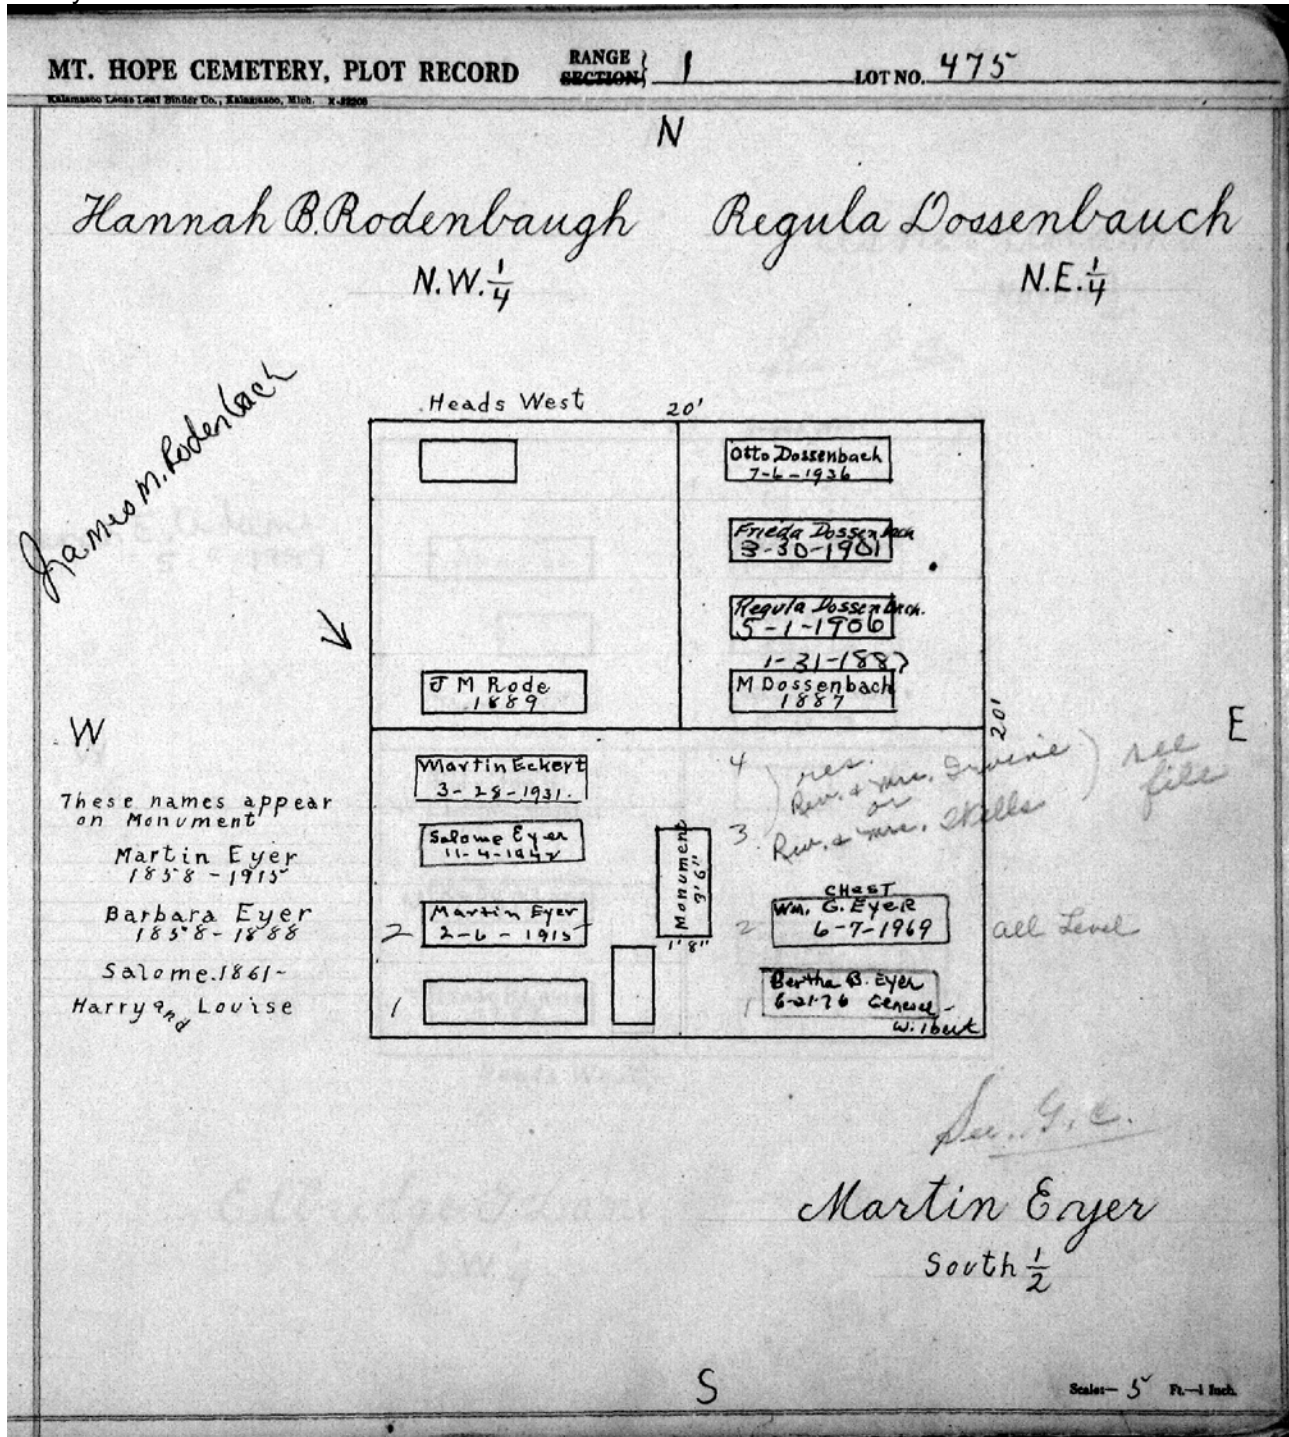 MT. HOPE CEMETERY, PLOT RECORD
RANGE
SECTION } 1
LOT NO. 475
Kalamazoo Loose Leaf Binder Co., Kalamazoo, Mich.
N
Hannah B. Rodenbaugh
N.W. 1/4
Regula Dossenbauch
N.E. 1/4
James M. Rodenbach
Heads West
20'
Otto Dossenbach
7-6-1936
Frieda Dossenbach
3-30-1901
Regula Dossenbach.
5-1-1906
1-31-1887
M Dossenbach
1887
J M Rode
1889
20'
W
E
These names appear
on Monument
Martin Eyer
1858-1915
Barbara Eyer
1858-1888
Salome. 1861-
Harry and Louise
Martin Eckert
3-28-1931.
Salome Eyer
2
Martin Eyer
2-6-1915
1
Monument
3'6"
1'8"
4
res.
Rev. & Mrs. Irvine
or
3
Rev. & Mrs. Skells
see
file
CHEST
2
Wm. G. EYER
6-7-1969
all Level
1
Bertha B. Eyer
6-21-76
Wilbert
G. C.
Martin Eyer
South 1/2
S
Scale:— 5 Ft.—1 Inch.